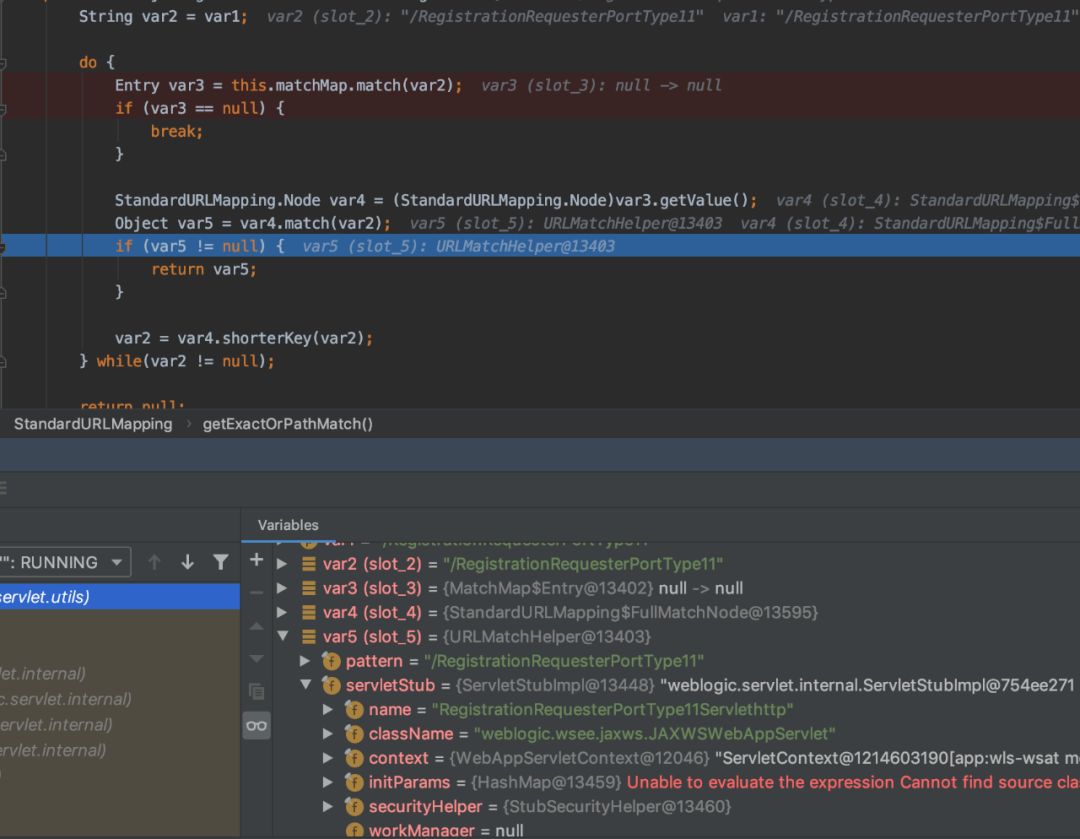 String var2 = var1;  var2 (slot_2): "/RegistrationRequesterPortType11"  var1: "/RegistrationRequesterPortType11"
do {
Entry var3 = this.matchMap.match(var2);  var3 (slot_3): null -> null
if (var3 == null) {
break;
}
StandardURLMapping.Node var4 = (StandardURLMapping.Node)var3.getValue();  var4 (slot_4): StandardURLMapping$
Object var5 = var4.match(var2);  var5 (slot_5): URLMatchHelper@13403  var4 (slot_4): StandardURLMapping$Full
if (var5 != null) {  var5 (slot_5): URLMatchHelper@13403
return var5;
}
var2 = var4.shorterKey(var2);
} while(var2 != null);
return null;
StandardURLMapping › getExactOrPathMatch()
Variables
"": RUNNING
servlet.utils)
let.internal)
c.servlet.internal)
servlet.internal)
ervlet.internal)
)
var2 (slot_2) = "/RegistrationRequesterPortType11"
var3 (slot_3) = {MatchMap$Entry@13402} null -> null
var4 (slot_4) = {StandardURLMapping$FullMatchNode@13595}
var5 (slot_5) = {URLMatchHelper@13403}
pattern = "/RegistrationRequesterPortType11"
servletStub = {ServletStubImpl@13448} "weblogic.servlet.internal.ServletStubImpl@754ee271
name = "RegistrationRequesterPortType11Servlethttp"
className = "weblogic.wsee.jaxws.JAXWSWebAppServlet"
context = {WebAppServletContext@12046} "ServletContext@1214603190[app:wls-wsat m
initParams = {HashMap@13459} Unable to evaluate the expression Cannot find source cla
securityHelper = {StubSecurityHelper@13460}
workManager = null